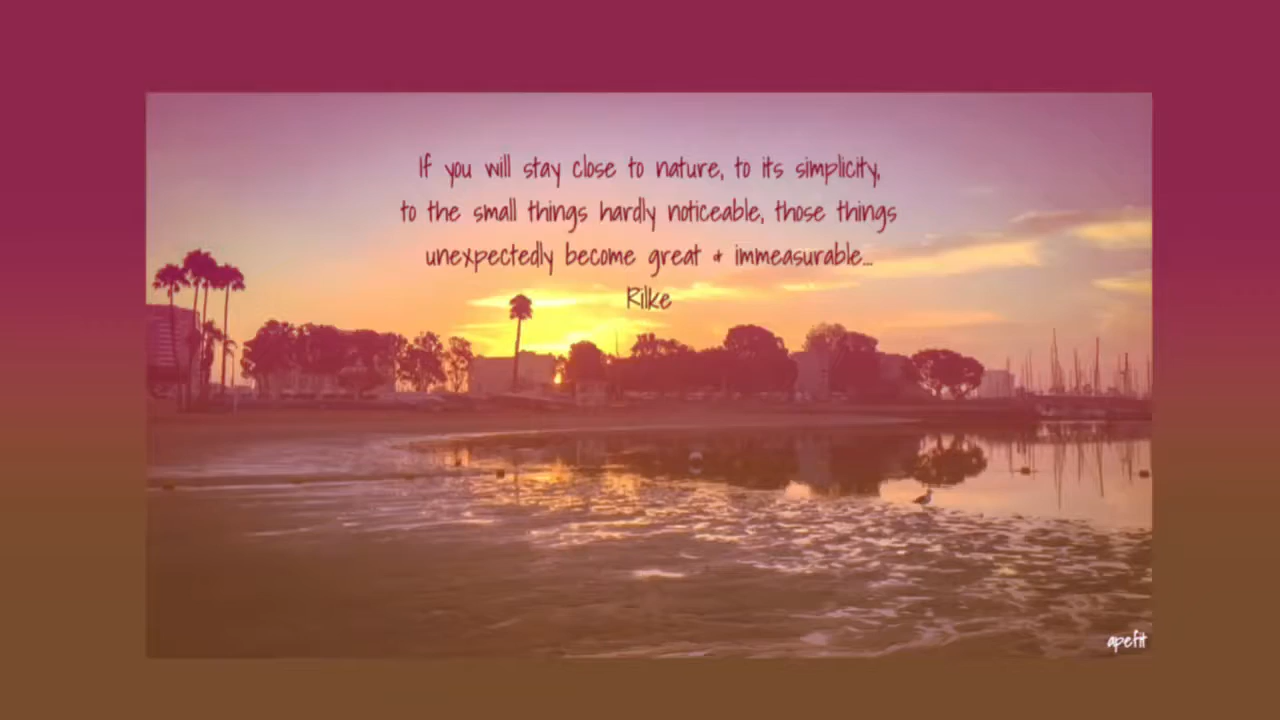 If you will stay close to nature, to its simplicity,
to the small things hardly noticeable, those things
unexpectedly become great & immeasurable...
Rilke
apefit